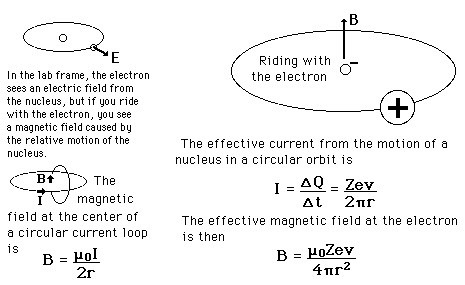 E
In the lab frame, the electron
sees an electric field from
the nucleus, but if you ride
with the electron, you see
a magnetic field caused by
the relative motion of the
nucleus.
B
I
The
magnetic
field at the center of
a circular current loop
is
B = μ₀I / 2r
B
Riding with
the electron
−
+
The effective current from the motion of a
nucleus in a circular orbit is
I = ΔQ / Δt = Zev / 2πr
The effective magnetic field at the electron
is then
B = μ₀Zev / 4πr²